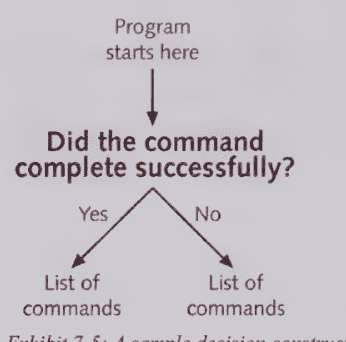 Program
starts here
Did the command
complete successfully?
Yes No
List of List of
commands commands
Exhibit 7-5: A sample decision construct